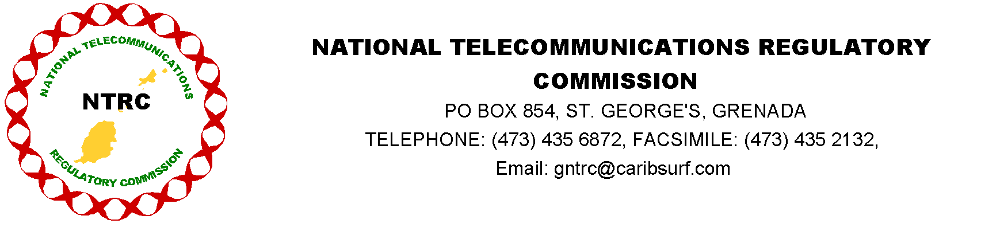 NATIONAL TELECOMMUNICATIONS
NTRC
REGULATORY COMMISSION
NATIONAL TELECOMMUNICATIONS REGULATORY
COMMISSION
PO BOX 854, ST. GEORGE'S, GRENADA
TELEPHONE: (473) 435 6872, FACSIMILE: (473) 435 2132,
Email: gntrc@caribsurf.com